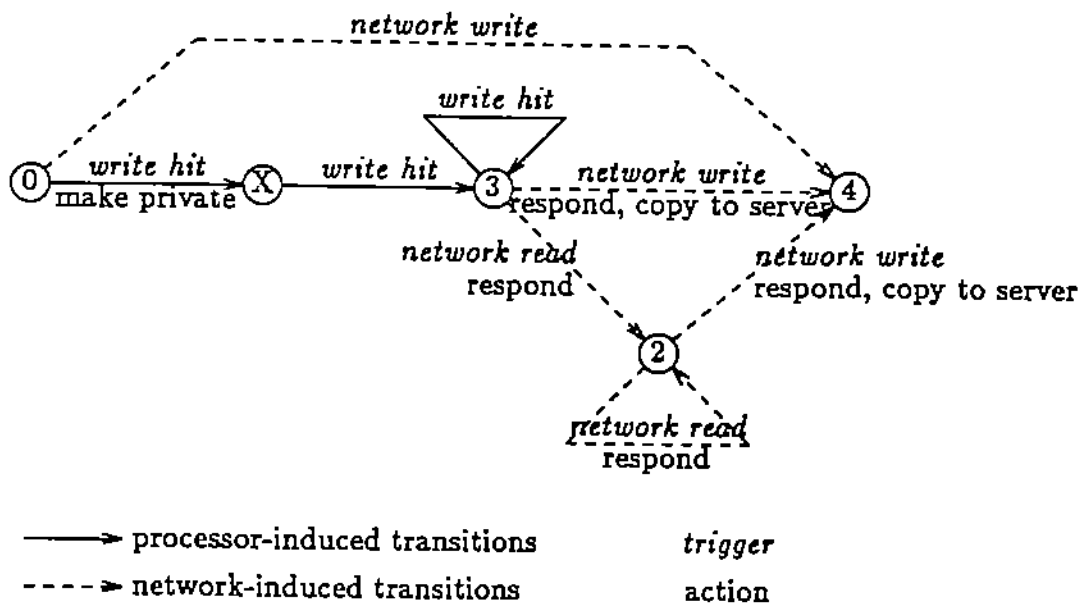 network write
write hit
0 write hit X write hit 3 network write 4
make private respond, copy to server
network read network write
respond respond, copy to server
2
network read
respond
processor-induced transitions trigger
network-induced transitions action